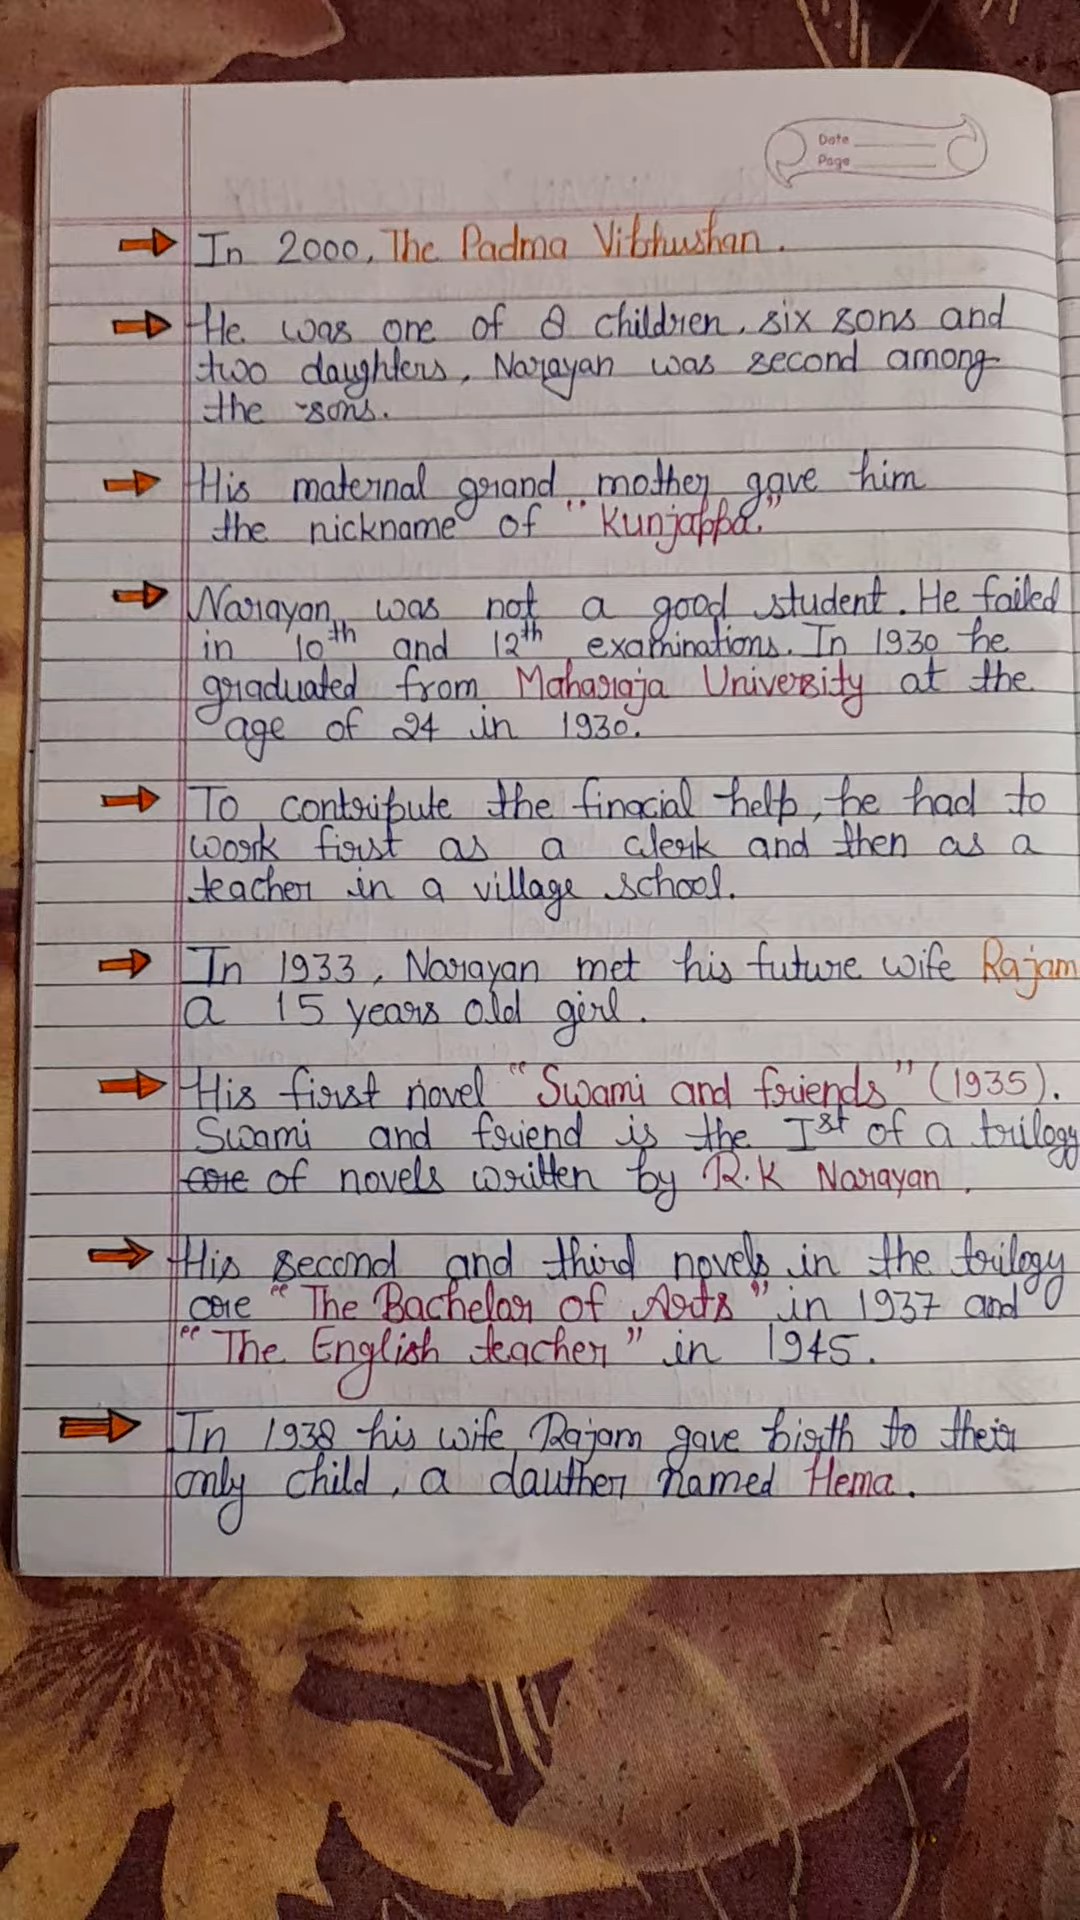 Date
Page
In 2000, The Padma Vibhushan.
He was one of 8 children, six sons and
two daughters, Narayan was second among
the sons.
His maternal grand mother gave him
the nickname of "Kunjappa."
Narayan was not a good student. He failed
in 10th and 12th examinations. In 1930 he
graduated from Maharaja University at the
age of 24 in 1930.
To contribute the finacial help, he had to
work first as a clerk and then as a
teacher in a village school.
In 1933, Narayan met his future wife Rajam
a 15 years old girl.
His first novel "Swami and friends" (1935).
Swami and friend is the Ist of a trilogy
are of novels written by R.K Narayan.
His second and third novels in the trilogy
are "The Bachelar of Arts" in 1937 and
"The English teacher" in 1945.
In 1938 his wife Rajam gave birth to their
only child, a dauther named Hema.